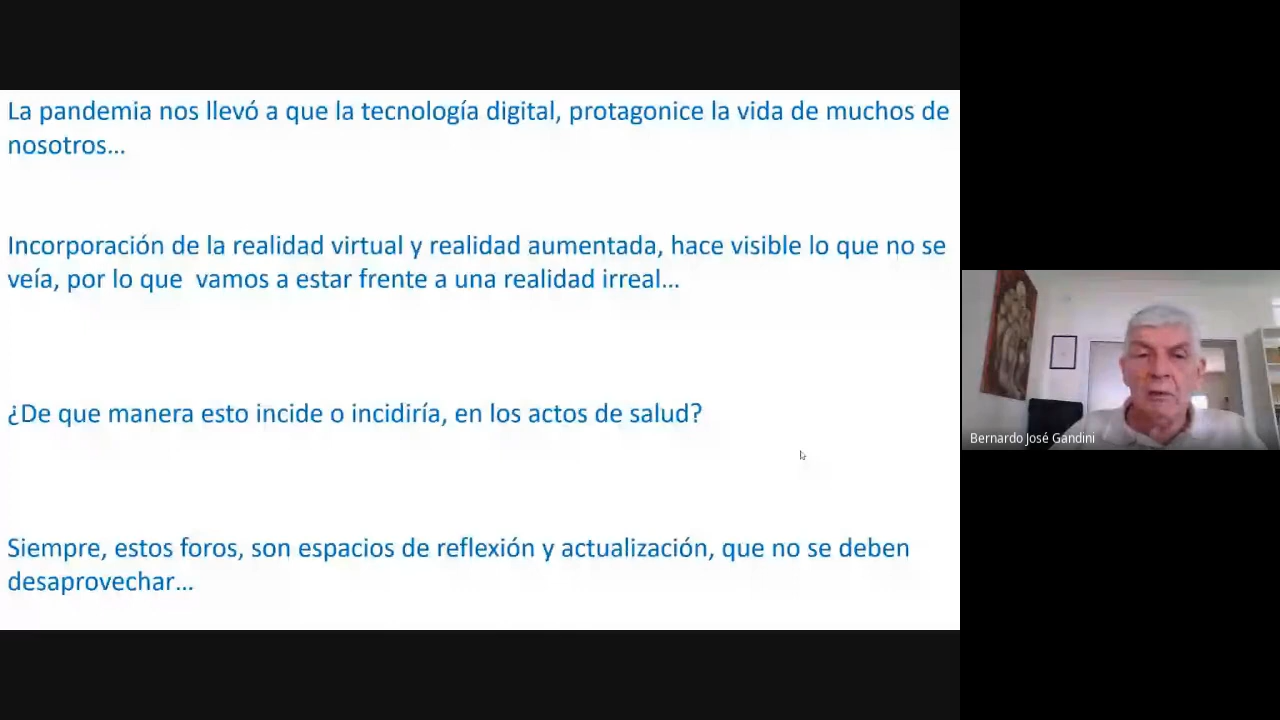 La pandemia nos llevó a que la tecnología digital, protagonice la vida de muchos de
nosotros...
Incorporación de la realidad virtual y realidad aumentada, hace visible lo que no se
veía, por lo que  vamos a estar frente a una realidad irreal...
¿De que manera esto incide o incidiría, en los actos de salud?
Siempre, estos foros, son espacios de reflexión y actualización, que no se deben
desaprovechar...
Bernardo José Gandini